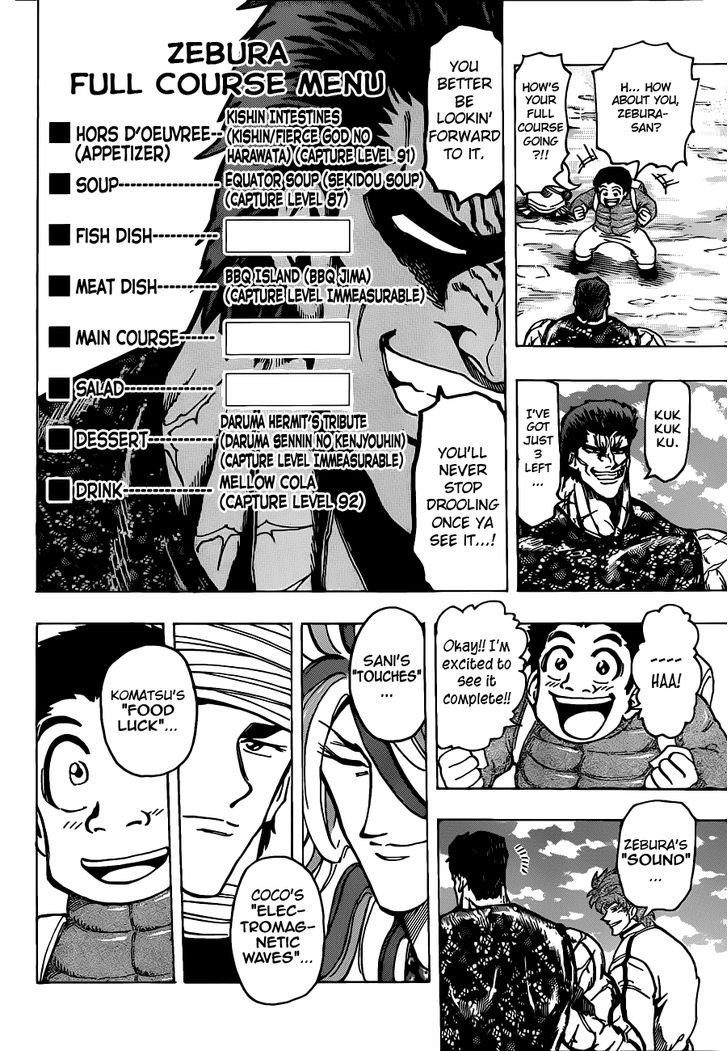 H... HOW
ABOUT YOU,
ZEBURA-
SAN?
HOW'S
YOUR
FULL
COURSE
GOING
?!!
KUK
KUK
KU.
I'VE
GOT
JUST
3
LEFT
...
YOU
BETTER
BE
LOOKIN'
FORWARD
TO IT.
ZEBURA
FULL COURSE MENU
HORS D'OEUVREE--
(APPETIZER)
KISHIN INTESTINES
(KISHIN/FIERCE GOD NO
HARAWATA) (CAPTURE LEVEL 91)
SOUP--------------
EQUATOR SOUP (SEKIDOU SOUP)
(CAPTURE LEVEL 87)
FISH DISH---------
MEAT DISH---------
BBQ ISLAND (BBQ JIMA)
(CAPTURE LEVEL IMMEASURABLE)
MAIN COURSE-----
SALAD-------------
DESSERT----------
DARUMA HERMIT'S TRIBUTE
(DARUMA SENNIN NO KENJYOUHIN)
(CAPTURE LEVEL IMMEASURABLE)
DRINK-------------
MELLOW COLA
(CAPTURE LEVEL 92)
YOU'LL
NEVER
STOP
DROOLING
ONCE YA
SEE IT...!
~~~~
HAA!
Okay!! I'm
excited to
see it
complete!!
ZEBURA'S
"SOUND"
...
SANI'S
"TOUCHES"
...
COCO'S
"ELEC-
TROMAG-
NETIC
WAVES"...
KOMATSU'S
"FOOD
LUCK"...